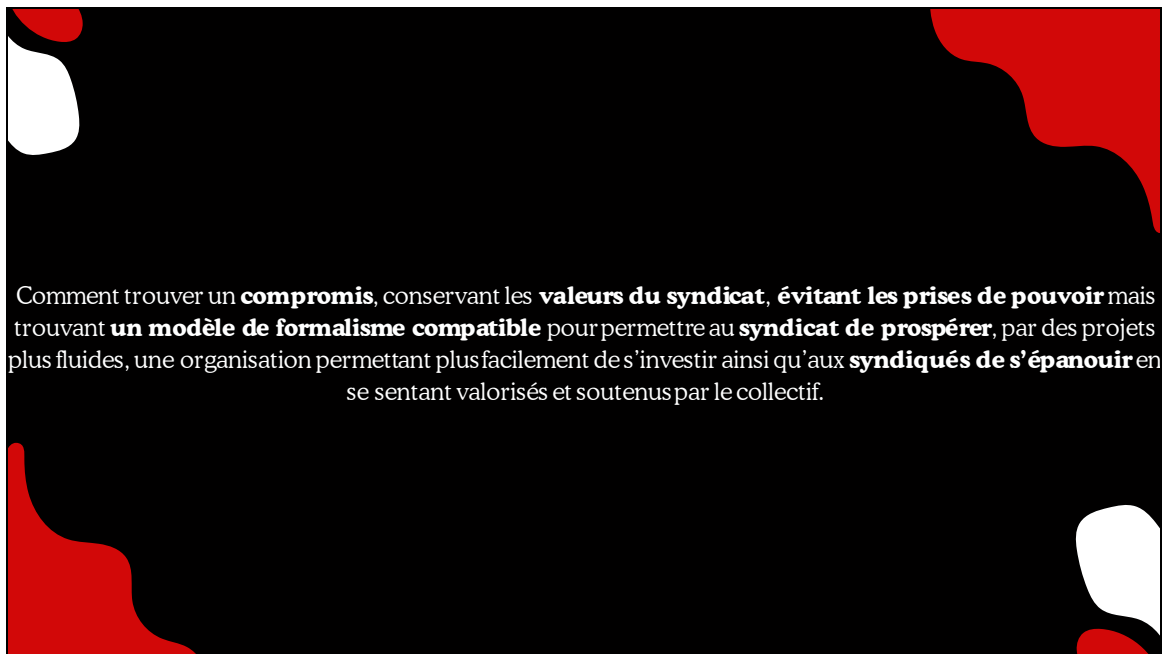 Comment trouver un compromis, conservant les valeurs du syndicat, évitant les prises de pouvoir mais
trouvant un modèle de formalisme compatible pour permettre au syndicat de prospérer, par des projets
plus fluides, une organisation permettant plus facilement de s’investir ainsi qu’aux syndiqués de s’épanouir en
se sentant valorisés et soutenus par le collectif.